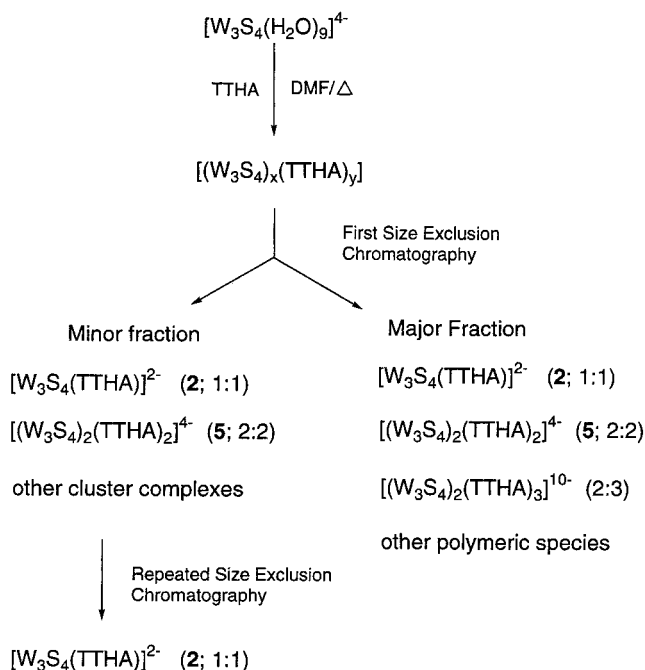 [W₃S₄(H₂O)₉]⁴⁻
TTHA DMF/△
[(W₃S₄)ₓ(TTHA)ᵧ]
First Size Exclusion
Chromatography
Minor fraction
[W₃S₄(TTHA)]²⁻ (2; 1:1)
[(W₃S₄)₂(TTHA)₂]⁴⁻ (5; 2:2)
other cluster complexes
Major Fraction
[W₃S₄(TTHA)]²⁻ (2; 1:1)
[(W₃S₄)₂(TTHA)₂]⁴⁻ (5; 2:2)
[(W₃S₄)₂(TTHA)₃]¹⁰⁻ (2:3)
other polymeric species
Repeated Size Exclusion
Chromatography
[W₃S₄(TTHA)]²⁻ (2; 1:1)